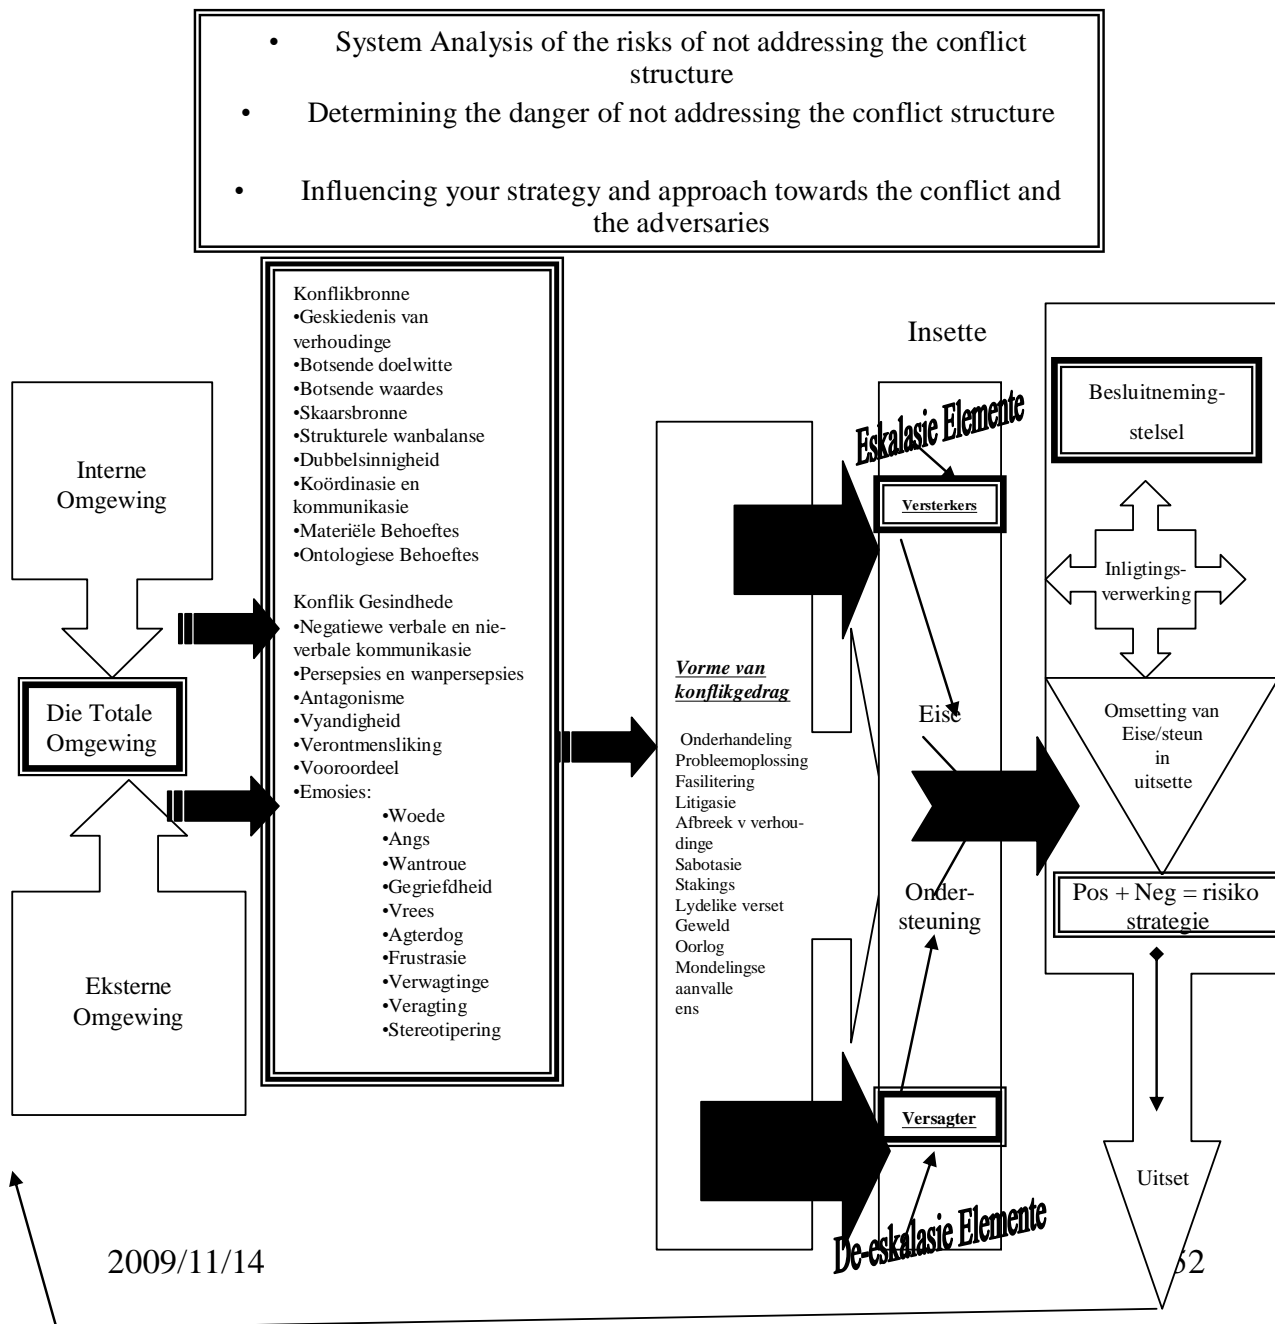 • System Analysis of the risks of not addressing the conflict
structure
• Determining the danger of not addressing the conflict structure
• Influencing your strategy and approach towards the conflict and
the adversaries
Interne
Omgewing
Die Totale
Omgewing
Eksterne
Omgewing
Konflikbronne
•Geskiedenis van
verhoudinge
•Botsende doelwitte
•Botsende waardes
•Skaarsbronne
•Strukturele wanbalanse
•Dubbelsinnigheid
•Koördinasie en
kommunikasie
•Materiële Behoeftes
•Ontologiese Behoeftes
Konflik Gesindhede
•Negatiewe verbale en nie-
verbale kommunikasie
•Persepsies en wanpersepsies
•Antagonisme
•Vyandigheid
•Verontmensliking
•Vooroordeel
•Emosies:
•Woede
•Angs
•Wantroue
•Gegriefdheid
•Vrees
•Agterdog
•Frustrasie
•Verwagtinge
•Veragting
•Stereotipering
Vorme van
konflikgedrag
Onderhandeling
Probleemoplossing
Fasilitering
Litigasie
Afbreek v verhou-
dinge
Sabotasie
Stakings
Lydelike verset
Geweld
Oorlog
Mondelingse
aanvalle
ens
Insette
Eskalasie Elemente
Versterkers
Eise
Onder-
steuning
Versagter
De-eskalasie Elemente
Besluitneming-
stelsel
Inligtings-
verwerking
Omsetting van
Eise/steun
in
uitsette
Pos + Neg = risiko
strategie
Uitset
2009/11/14
52